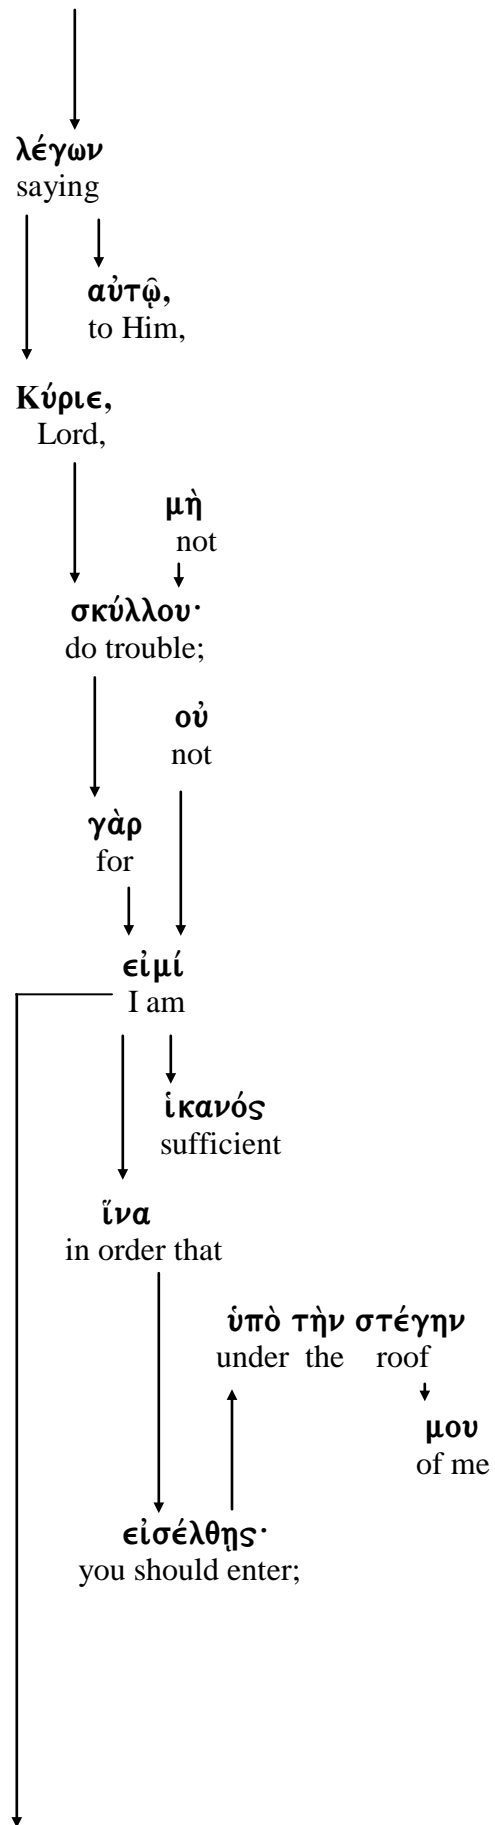 λέγων
saying
αὐτῷ,
to Him,
Κύριε,
Lord,
μὴ
not
σκύλλου·
do trouble;
οὐ
not
γὰρ
for
εἰμί
I am
ἱκανός
sufficient
ἵνα
in order that
ὑπὸ τὴν στέγην
under the roof
μου
of me
εἰσέλθῃς·
you should enter;